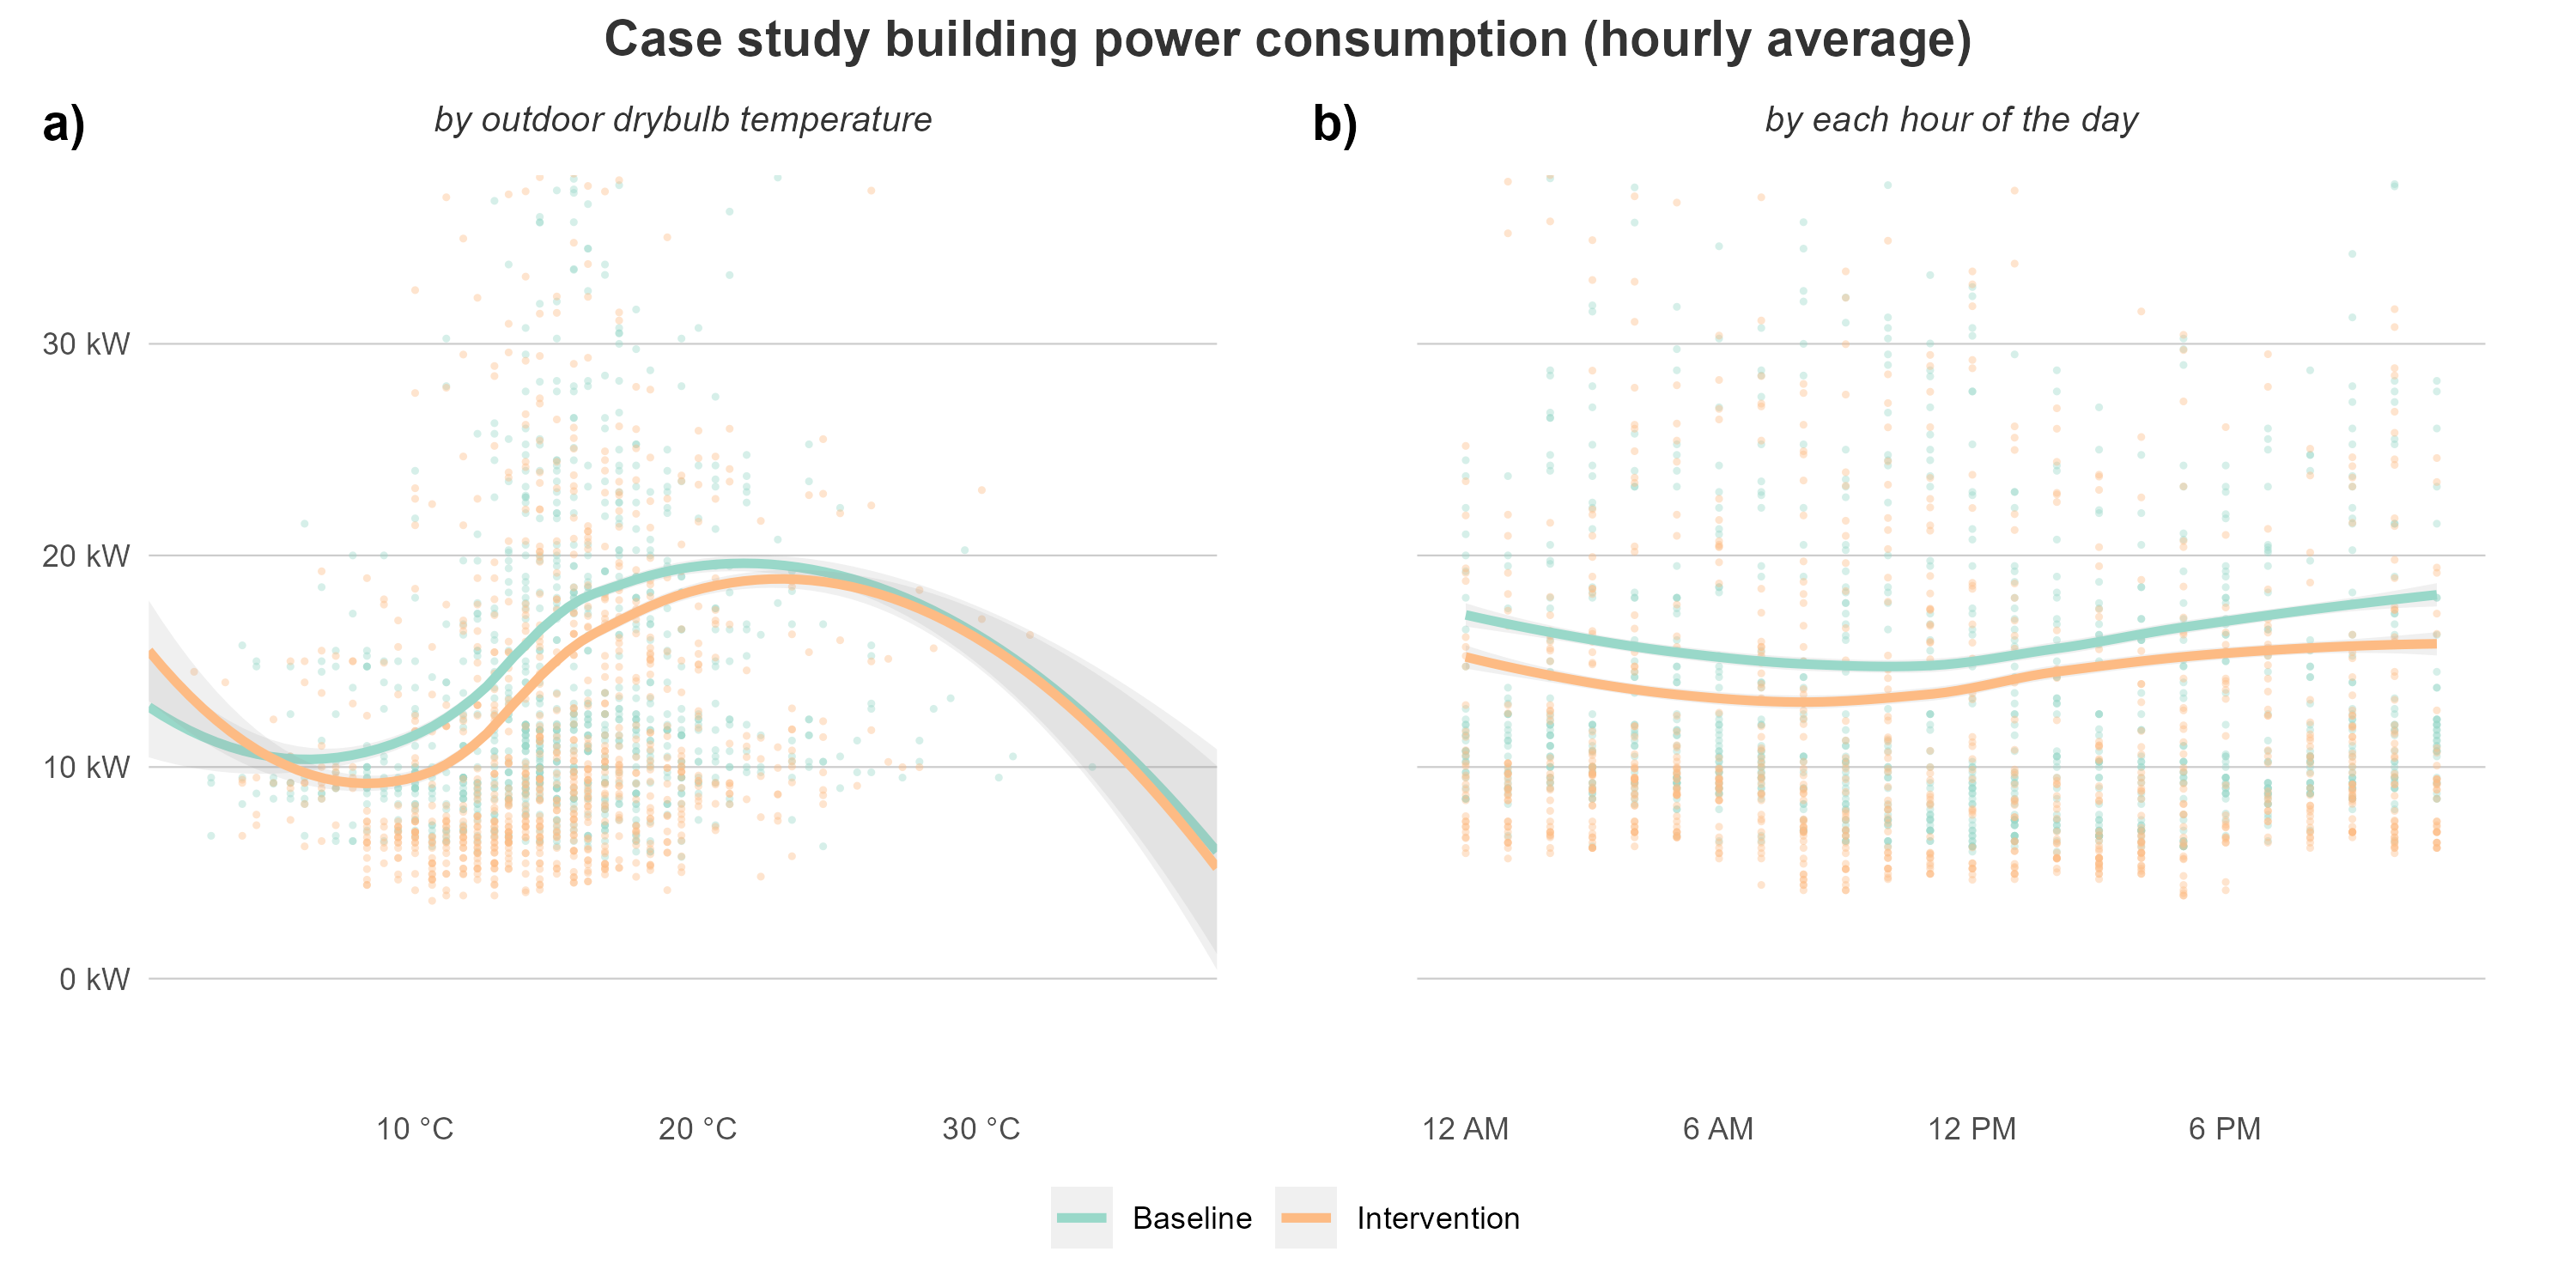 Case study building power consumption (hourly average)
a)
by outdoor drybulb temperature
b)
by each hour of the day
30 kW
20 kW
10 kW
0 kW
10 °C
20 °C
30 °C
12 AM
6 AM
12 PM
6 PM
Baseline
Intervention